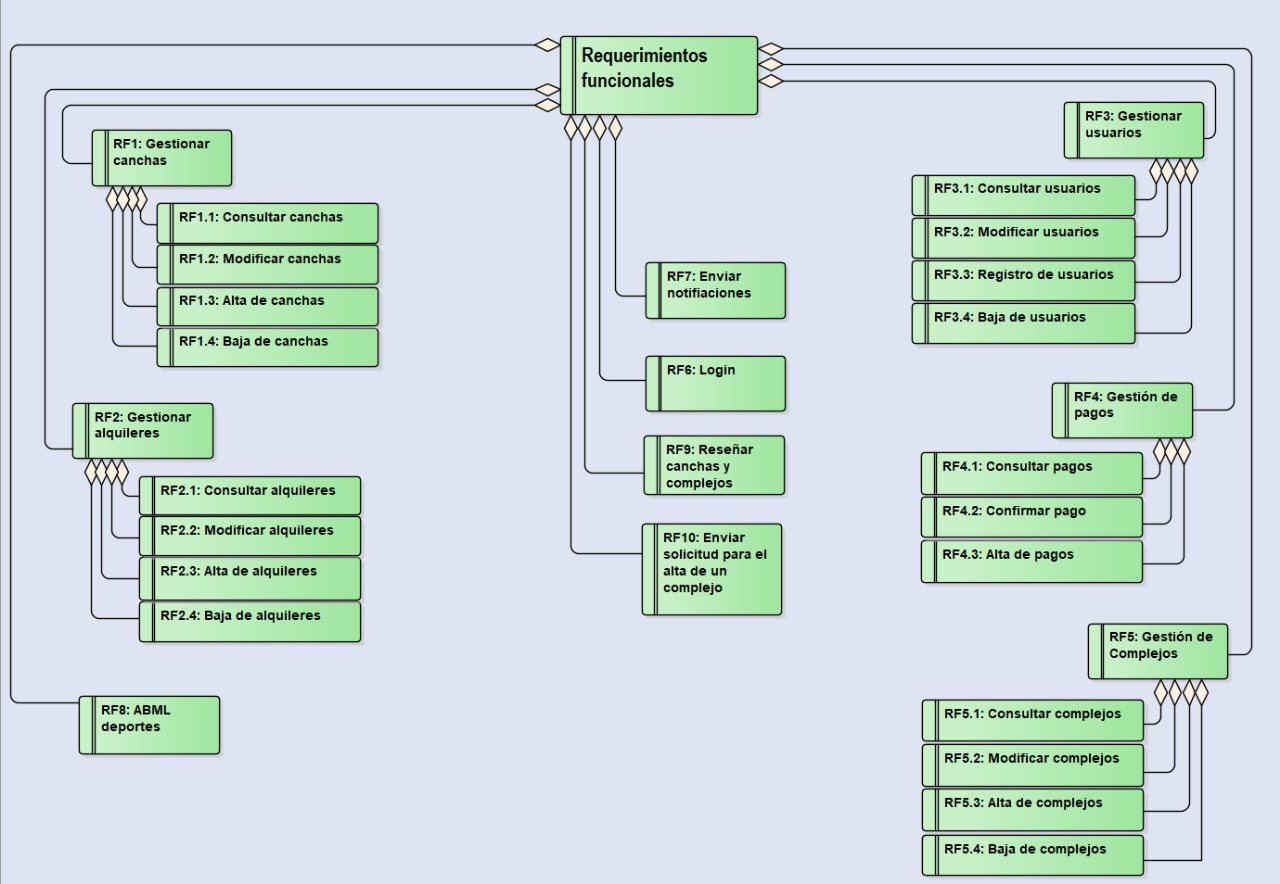 Requerimientos
funcionales
RF1: Gestionar
canchas
RF1.1: Consultar canchas
RF1.2: Modificar canchas
RF1.3: Alta de canchas
RF1.4: Baja de canchas
RF2: Gestionar
alquileres
RF2.1: Consultar alquileres
RF2.2: Modificar alquileres
RF2.3: Alta de alquileres
RF2.4: Baja de alquileres
RF8: ABML
deportes
RF7: Enviar
notifiaciones
RF6: Login
RF9: Reseñar
canchas y
complejos
RF10: Enviar
solicitud para el
alta de un
complejo
RF3: Gestionar
usuarios
RF3.1: Consultar usuarios
RF3.2: Modificar usuarios
RF3.3: Registro de usuarios
RF3.4: Baja de usuarios
RF4: Gestión de
pagos
RF4.1: Consultar pagos
RF4.2: Confirmar pago
RF4.3: Alta de pagos
RF5: Gestión de
Complejos
RF5.1: Consultar complejos
RF5.2: Modificar complejos
RF5.3: Alta de complejos
RF5.4: Baja de complejos